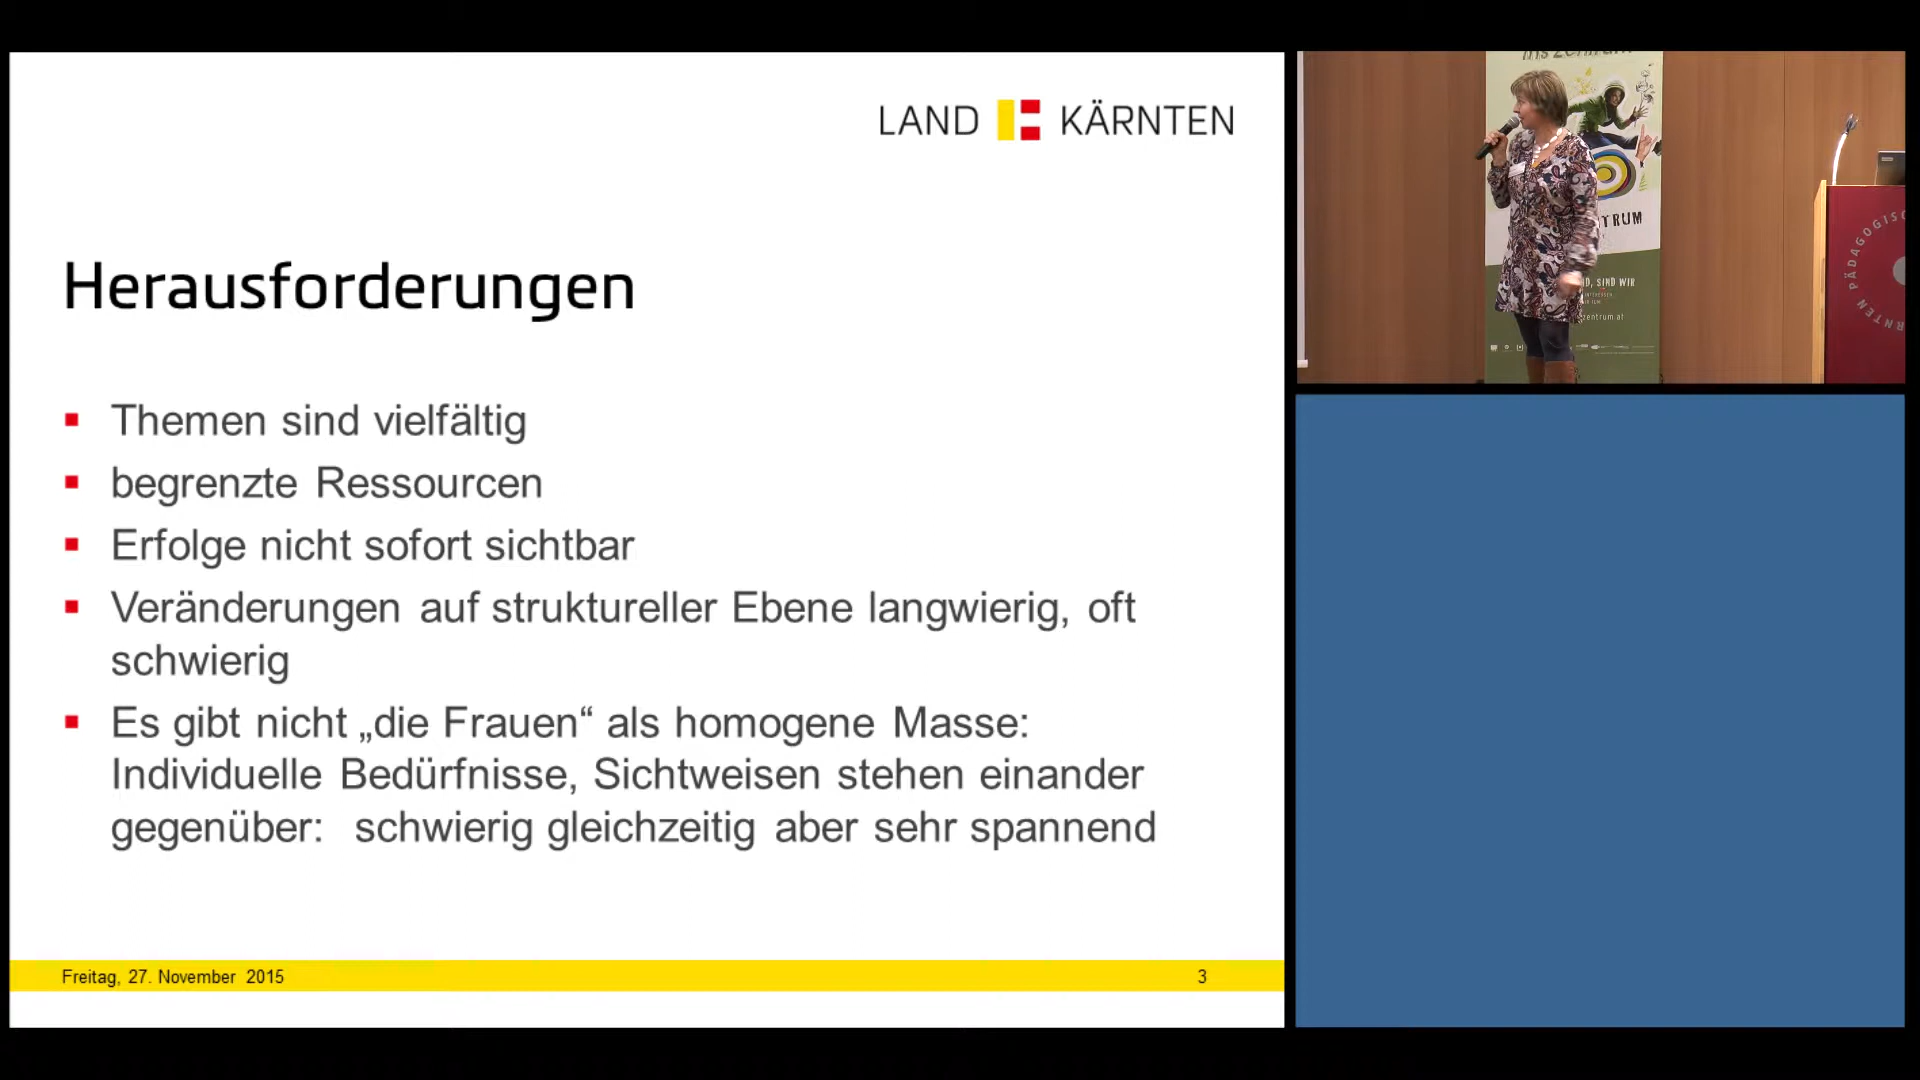 LAND KÄRNTEN
Herausforderungen
Themen sind vielfältig
begrenzte Ressourcen
Erfolge nicht sofort sichtbar
Veränderungen auf struktureller Ebene langwierig, oft
schwierig
Es gibt nicht „die Frauen“ als homogene Masse:
Individuelle Bedürfnisse, Sichtweisen stehen einander
gegenüber: schwierig gleichzeitig aber sehr spannend
Freitag, 27. November 2015
3
TRUM
D, SIND WIR
zentrum.at
PÄDAGOGISC
RNTEN